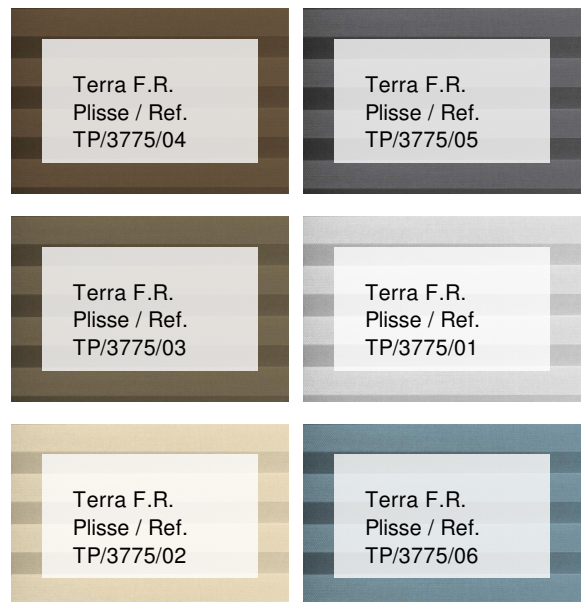 Terra F.R.
Plisse / Ref.
TP/3775/04
Terra F.R.
Plisse / Ref.
TP/3775/05
Terra F.R.
Plisse / Ref.
TP/3775/03
Terra F.R.
Plisse / Ref.
TP/3775/01
Terra F.R.
Plisse / Ref.
TP/3775/02
Terra F.R.
Plisse / Ref.
TP/3775/06